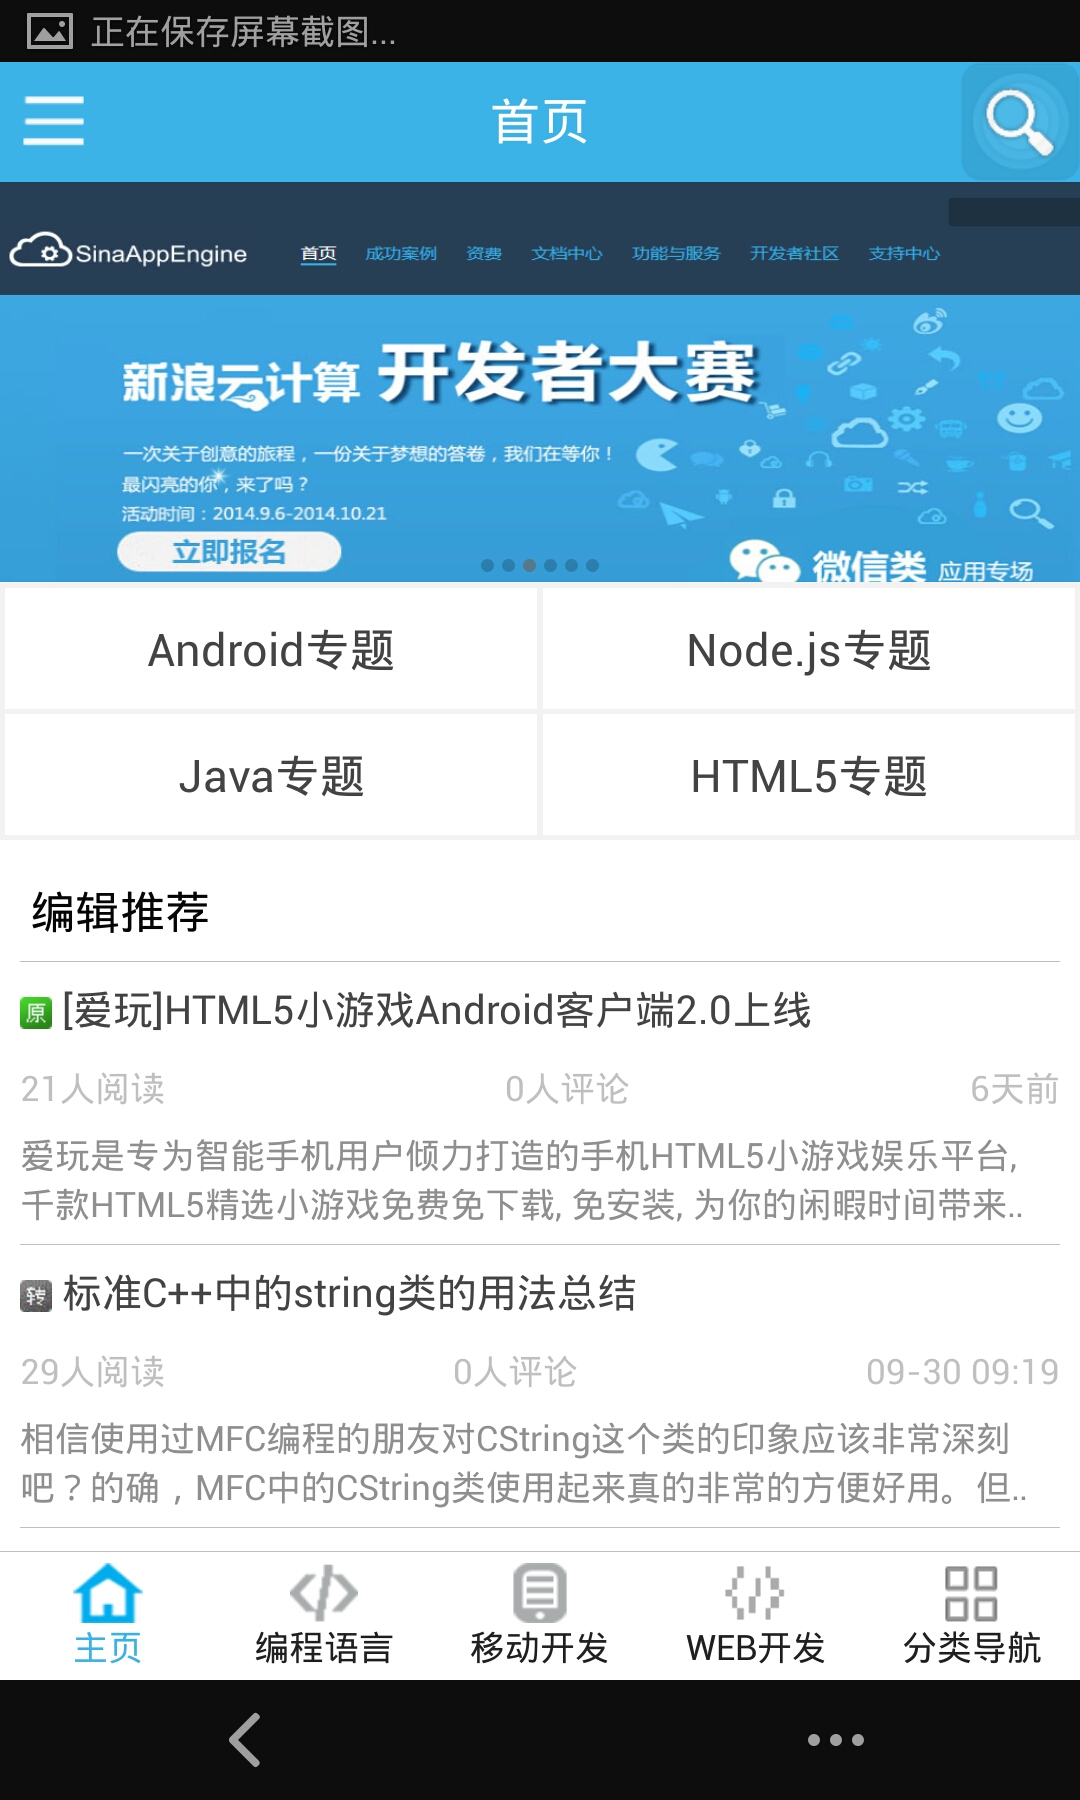 正在保存屏幕截图...
首页
SinaAppEngine 首页 成功案例 资费 文档中心 功能与服务 开发者社区 支持中心
新浪云计算 开发者大赛
一次关于创意的旅程，一份关于梦想的答卷，我们在等你！
最闪亮的你，来了吗？
活动时间：2014.9.6-2014.10.21
立即报名
微信类 应用专场
Android专题 Node.js专题
Java专题 HTML5专题
编辑推荐
原 [爱玩]HTML5小游戏Android客户端2.0上线
21人阅读 0人评论 6天前
爱玩是专为智能手机用户倾力打造的手机HTML5小游戏娱乐平台,
千款HTML5精选小游戏免费免下载, 免安装, 为你的闲暇时间带来..
转 标准C++中的string类的用法总结
29人阅读 0人评论 09-30 09:19
相信使用过MFC编程的朋友对CString这个类的印象应该非常深刻
吧？的确，MFC中的CString类使用起来真的非常的方便好用。但..
主页 编程语言 移动开发 WEB开发 分类导航